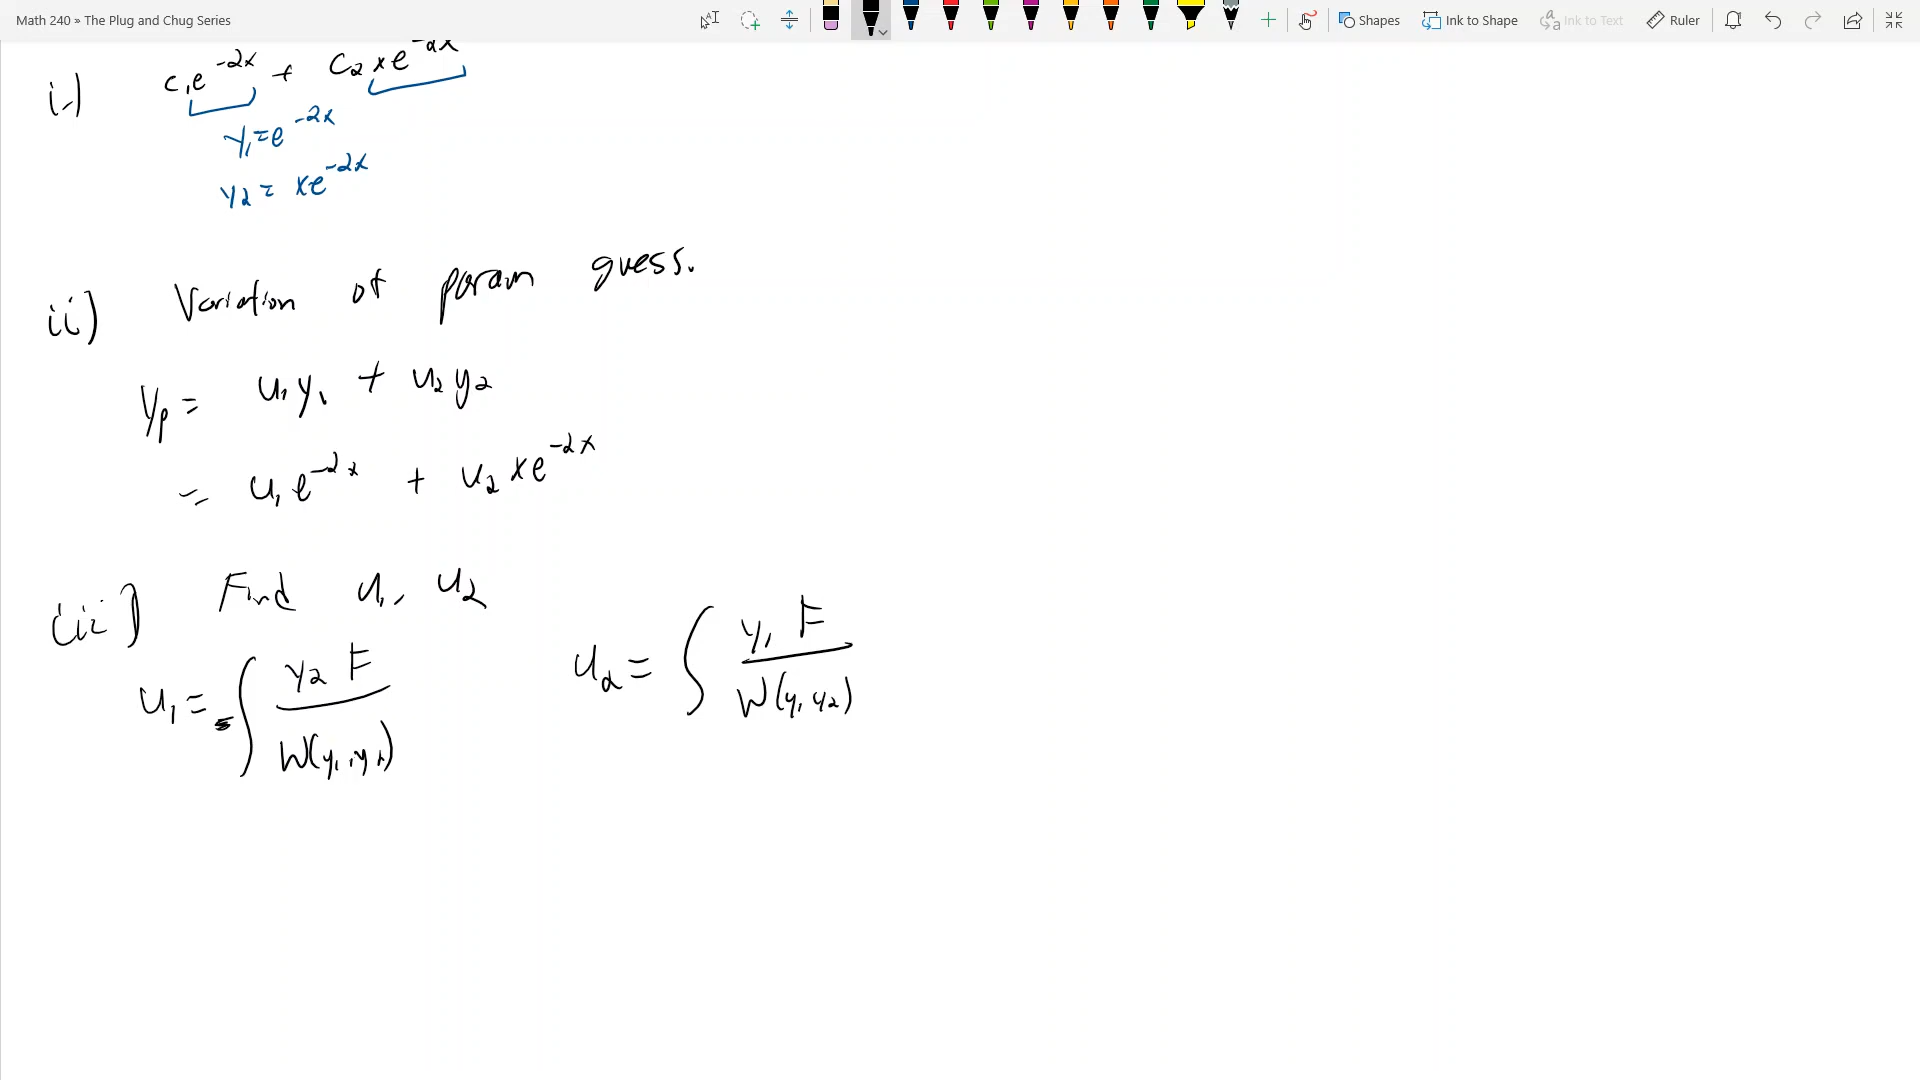 Math 240 » The Plug and Chug Series
Shapes Ink to Shape Ink to Text Ruler
i.) c₁e^{-2x} + c₂xe^{-2x}
y₁=e^{-2x}
y₂ = xe^{-2x}
ii) Variation of param guess.
yₚ = u₁y₁ + u₂y₂
= u₁e^{-2x} + u₂xe^{-2x}
iii) Find u₁, u₂
u₁ = -∫ y₂ F / W(y₁,y₂) u₂ = ∫ y₁ F / W(y₁ y₂)